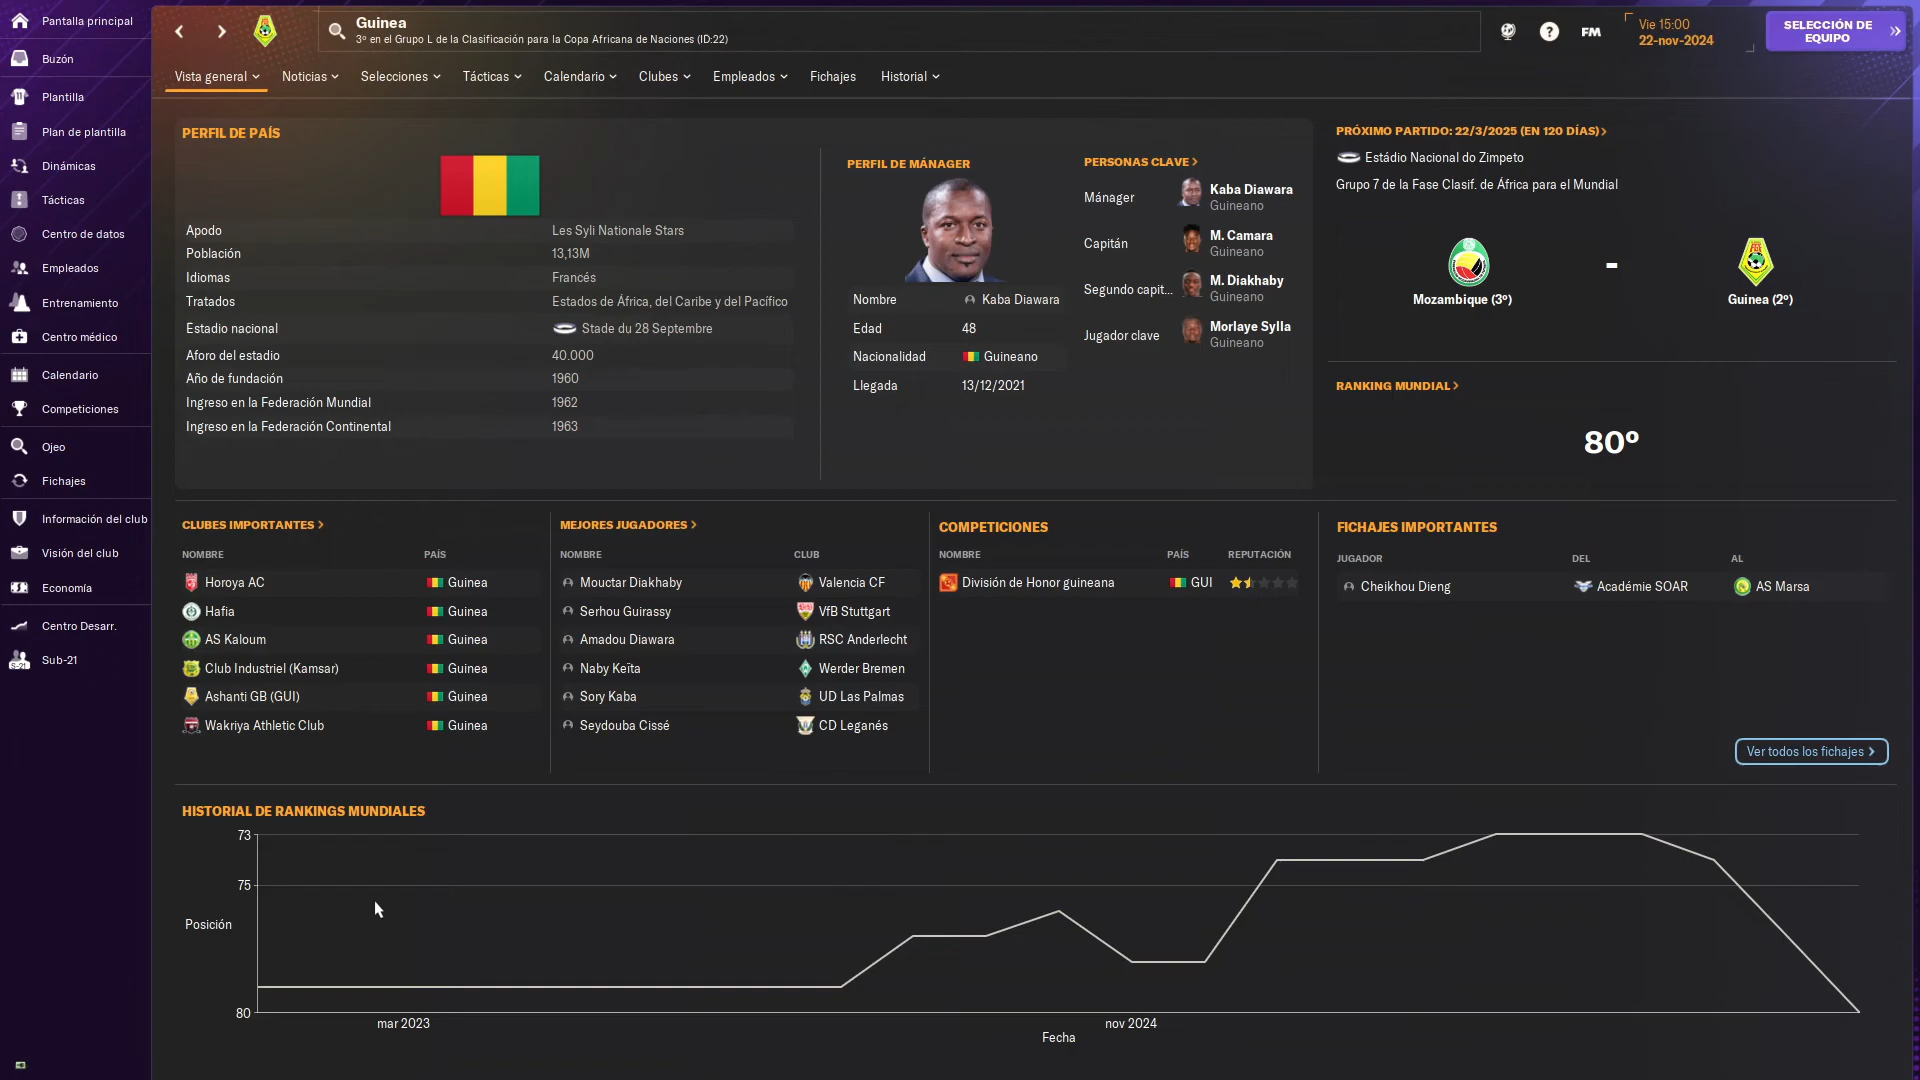 Pantalla principal
Buzón
Plantilla
Plan de plantilla
Dinámicas
Tácticas
Centro de datos
Empleados
Entrenamiento
Centro médico
Calendario
Competiciones
Ojeo
Fichajes
Información del club
Visión del club
Economía
Centro Desarr.
Sub-21
Guinea
3º en el Grupo L de la Clasificación para la Copa Africana de Naciones (ID:22)
FM
Vie 15:00
22-nov-2024
SELECCIÓN DE EQUIPO
Vista general
Noticias
Selecciones
Tácticas
Calendario
Clubes
Empleados
Fichajes
Historial
PERFIL DE PAÍS
Apodo Les Syli Nationale Stars
Población 13,13M
Idiomas Francés
Tratados Estados de África, del Caribe y del Pacífico
Estadio nacional Stade du 28 Septembre
Aforo del estadio 40.000
Año de fundación 1960
Ingreso en la Federación Mundial 1962
Ingreso en la Federación Continental 1963
PERFIL DE MÁNAGER
Nombre Kaba Diawara
Edad 48
Nacionalidad Guineano
Llegada 13/12/2021
PERSONAS CLAVE
Mánager Kaba Diawara
Guineano
Capitán M. Camara
Guineano
Segundo capit... M. Diakhaby
Guineano
Jugador clave Morlaye Sylla
Guineano
PRÓXIMO PARTIDO: 22/3/2025 (EN 120 DÍAS)
Estádio Nacional do Zimpeto
Grupo 7 de la Fase Clasif. de África para el Mundial
-
Mozambique (3º) Guinea (2º)
RANKING MUNDIAL
80º
CLUBES IMPORTANTES
NOMBRE PAÍS
Horoya AC Guinea
Hafia Guinea
AS Kaloum Guinea
Club Industriel (Kamsar) Guinea
Ashanti GB (GUI) Guinea
Wakriya Athletic Club Guinea
MEJORES JUGADORES
NOMBRE CLUB
Mouctar Diakhaby Valencia CF
Serhou Guirassy VfB Stuttgart
Amadou Diawara RSC Anderlecht
Naby Keïta Werder Bremen
Sory Kaba UD Las Palmas
Seydouba Cissé CD Leganés
COMPETICIONES
NOMBRE PAÍS REPUTACIÓN
División de Honor guineana GUI
FICHAJES IMPORTANTES
JUGADOR DEL AL
Cheikhou Dieng Académie SOAR AS Marsa
Ver todos los fichajes
HISTORIAL DE RANKINGS MUNDIALES
73
75
Posición
80
mar 2023 nov 2024
Fecha